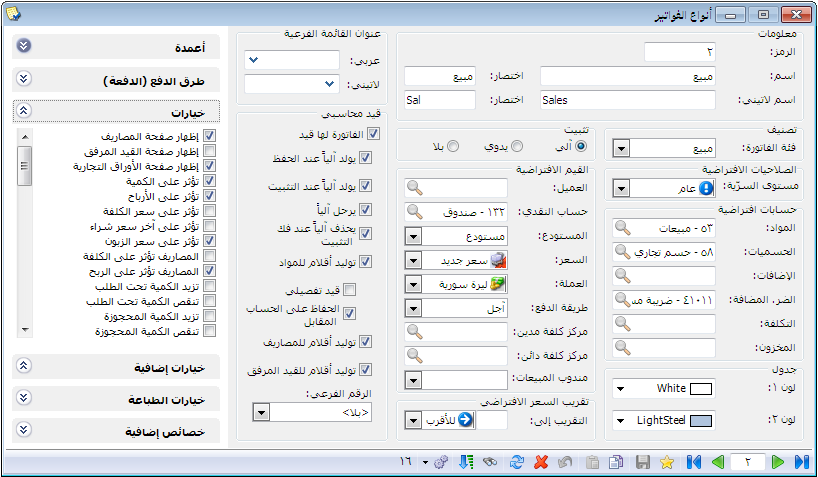 أنواع الفواتير
معلومات
الرمز: ٢
اسم: مبيع اختصار: مبيع
اسم لاتيني: Sales اختصار: Sal
تصنيف
فئة الفاتورة: مبيع
الصلاحيات الافتراضية
مستوى السرّية: عام
حسابات افتراضية
المواد: ٥٣ - مبيعات
الحسميات: ٥٨ - حسم تجاري
الإضافات:
الضر. المضافة: ٤١٠١١ - ضريبة مـ
التكلفة:
المخزون:
جدول
لون ١: White
لون ٢: LightSteel
تثبيت
آلي يدوي بلا
القيم الافتراضية
العميل:
حساب النقدي: ١٣٢ - صندوق
المستودع: مستودع
السعر: سعر جديد
العملة: ليرة سورية
طريقة الدفع: آجل
مركز كلفة مدين:
مركز كلفة دائن:
مندوب المبيعات:
تقريب السعر الافتراضي
التقريب إلى: للأقرب
عنوان القائمة الفرعية
عربي:
لاتيني:
قيد محاسبي
الفاتورة لها قيد
يولد آلياً عند الحفظ
يولد آلياً عند التثبيت
يرحل آلياً
يحذف آلياً عند فك
التثبيت
توليد أقلام للمواد
قيد تفصيلي
الحفاظ على الحساب
المقابل
توليد أقلام للمصاريف
توليد أقلام للقيد المرفق
الرقم الفرعي:
<بلا>
أعمدة
طرق الدفع (الدفعة)
خيارات
إظهار صفحة المصاريف
إظهار صفحة القيد المرفق
إظهار صفحة الأوراق التجارية
تؤثر على الكمية
تؤثر على الأرباح
تؤثر على سعر الكلفة
تؤثر على آخر سعر شراء
تؤثر على سعر الزبون
المصاريف تؤثر على الكلفة
المصاريف تؤثر على الربح
تزيد الكمية تحت الطلب
تنقص الكمية تحت الطلب
تزيد الكمية المحجوزة
تنقص الكمية المحجوزة
خيارات إضافية
خيارات الطباعة
خصائص إضافية
٢
١٦